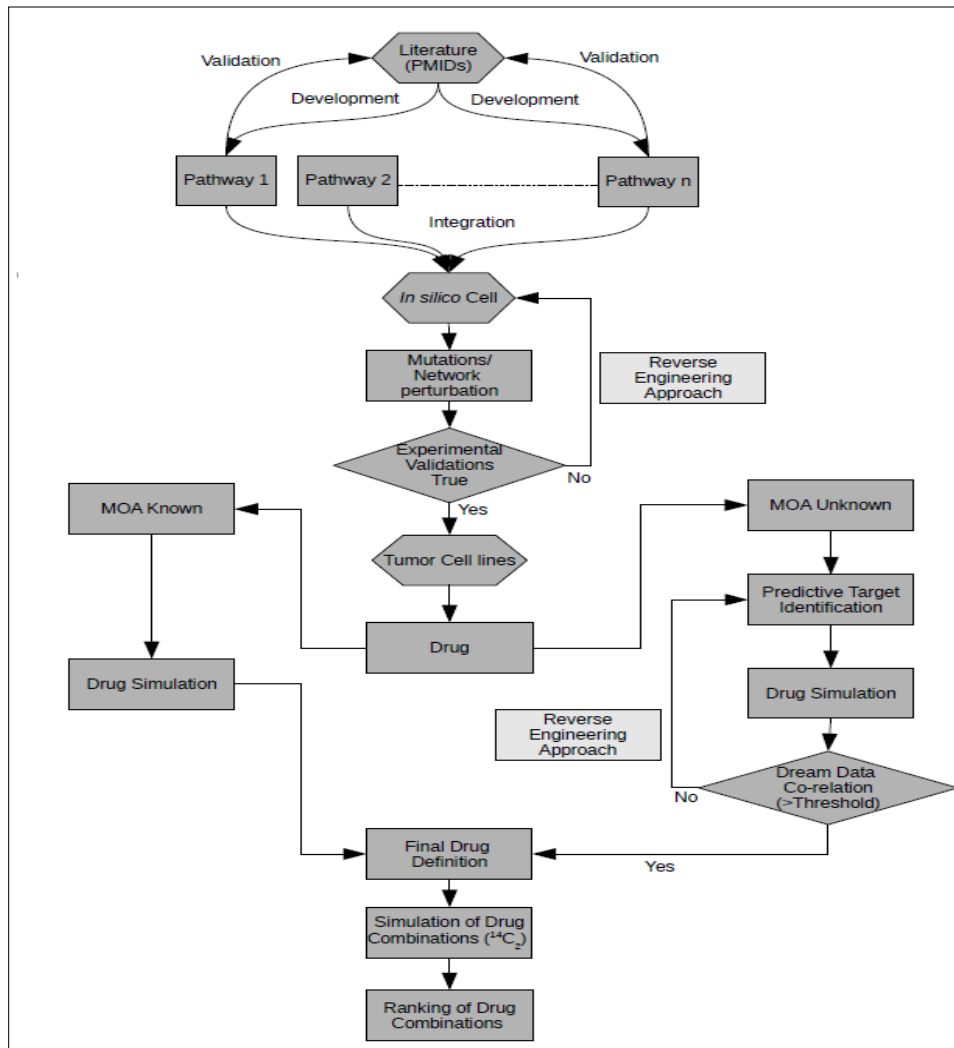 Literature
(PMIDs)
Validation
Validation
Development
Development
Pathway 1
Pathway 2
Pathway n
Integration
In silico Cell
Mutations/
Network
perturbation
Reverse
Engineering
Approach
Experimental
Validations
True
No
Yes
MOA Known
MOA Unknown
Tumor Cell lines
Predictive Target
Identification
Drug
Drug Simulation
Drug Simulation
Reverse
Engineering
Approach
Dream Data
Co-relation
(>Threshold)
No
Yes
Final Drug
Definition
Simulation of Drug
Combinations (¹⁴C₂)
Ranking of Drug
Combinations